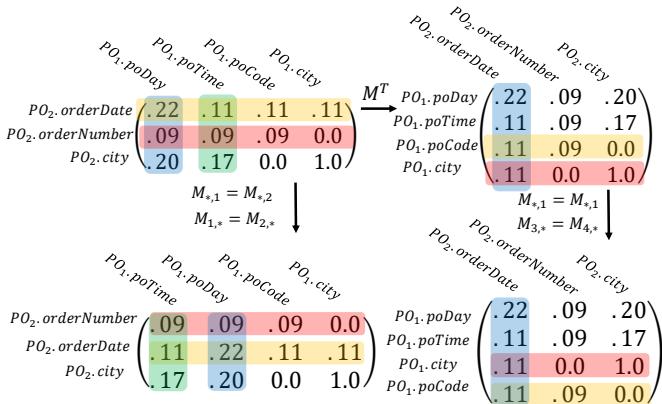 PO₁.poDay PO₁.poTime PO₁.poCode PO₁.city
PO₂.orderDate .22 .11 .11 .11
PO₂.orderNumber .09 .09 .09 0.0
PO₂.city .20 .17 0.0 1.0
Mᵀ
PO₂.orderDate PO₂.orderNumber PO₂.city
PO₁.poDay .22 .09 .20
PO₁.poTime .11 .09 .17
PO₁.poCode .11 .09 0.0
PO₁.city .11 0.0 1.0
M*,1 = M*,2
M1,* = M2,*
M*,1 = M*,1
M3,* = M4,*
PO₁.poTime PO₁.poDay PO₁.poCode PO₁.city
PO₂.orderNumber .09 .09 .09 0.0
PO₂.orderDate .11 .22 .11 .11
PO₂.city .17 .20 0.0 1.0
PO₂.orderDate PO₂.orderNumber PO₂.city
PO₁.poDay .22 .09 .20
PO₁.poTime .11 .09 .17
PO₁.city .11 0.0 1.0
PO₁.poCode .11 .09 0.0